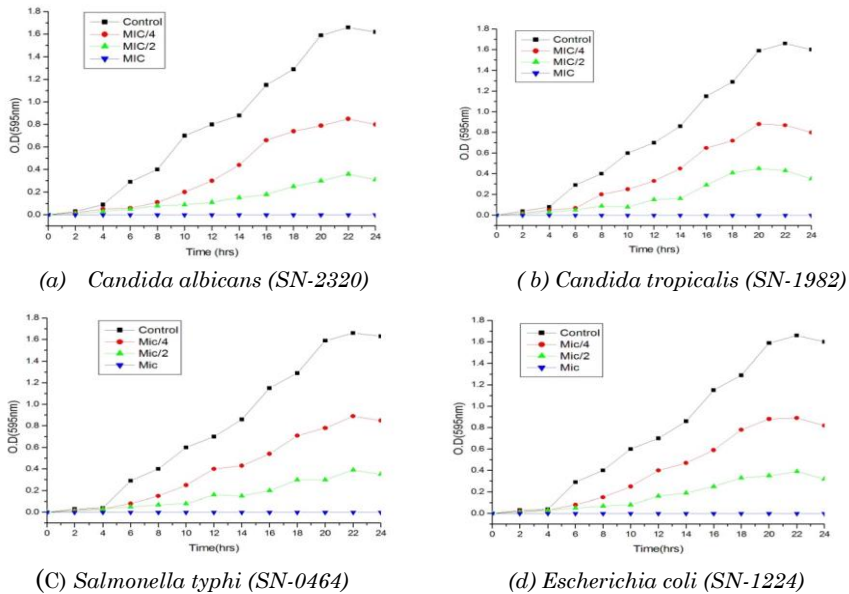 Control
MIC/4
MIC/2
MIC
1.8
1.6
1.4
1.2
1.0
0.8
0.6
0.4
0.2
0.0
O.D(595nm)
0 2 4 6 8 10 12 14 16 18 20 22 24
Time (hrs)
(a) Candida albicans (SN-2320)
Control
MIC/4
MIC/2
MIC
1.8
1.6
1.4
1.2
1.0
0.8
0.6
0.4
0.2
0.0
O.D(595nm)
0 2 4 6 8 10 12 14 16 18 20 22 24
Time (hrs)
( b) Candida tropicalis (SN-1982)
Control
Mic/4
Mic/2
Mic
1.8
1.6
1.4
1.2
1.0
0.8
0.6
0.4
0.2
0.0
O.D(595nm)
0 2 4 6 8 10 12 14 16 18 20 22 24
Time(hrs)
(C) Salmonella typhi (SN-0464)
Control
Mic/4
Mic/2
Mic
1.8
1.6
1.4
1.2
1.0
0.8
0.6
0.4
0.2
0.0
O.D(595nm)
0 2 4 6 8 10 12 14 16 18 20 22 24
Time(hrs)
(d) Escherichia coli (SN-1224)